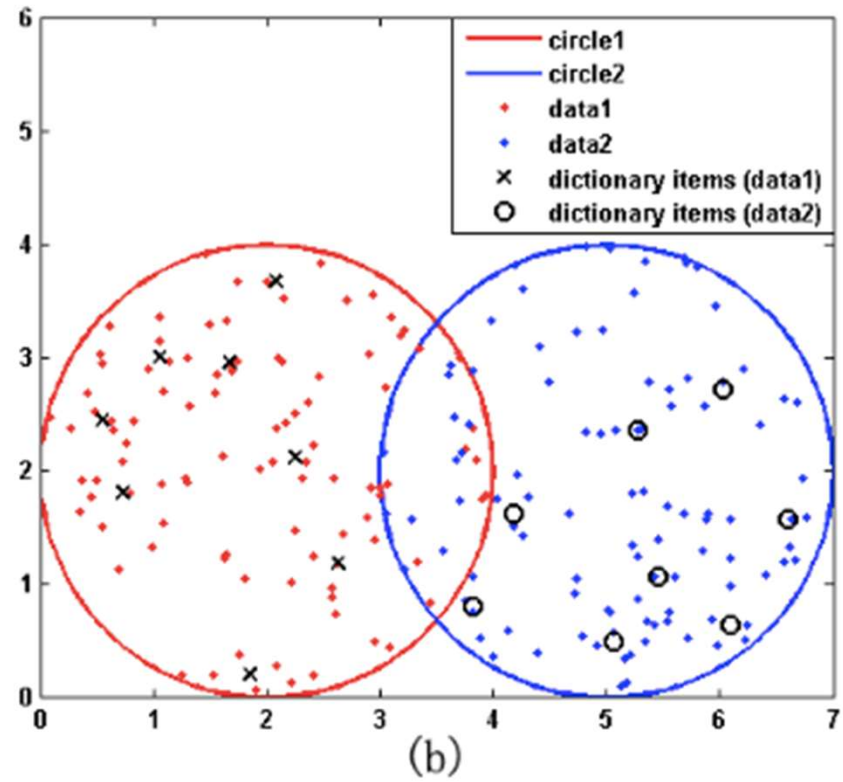 6
5
4
3
2
1
0
0 1 2 3 4 5 6 7
circle1
circle2
data1
data2
dictionary items (data1)
dictionary items (data2)
(b)